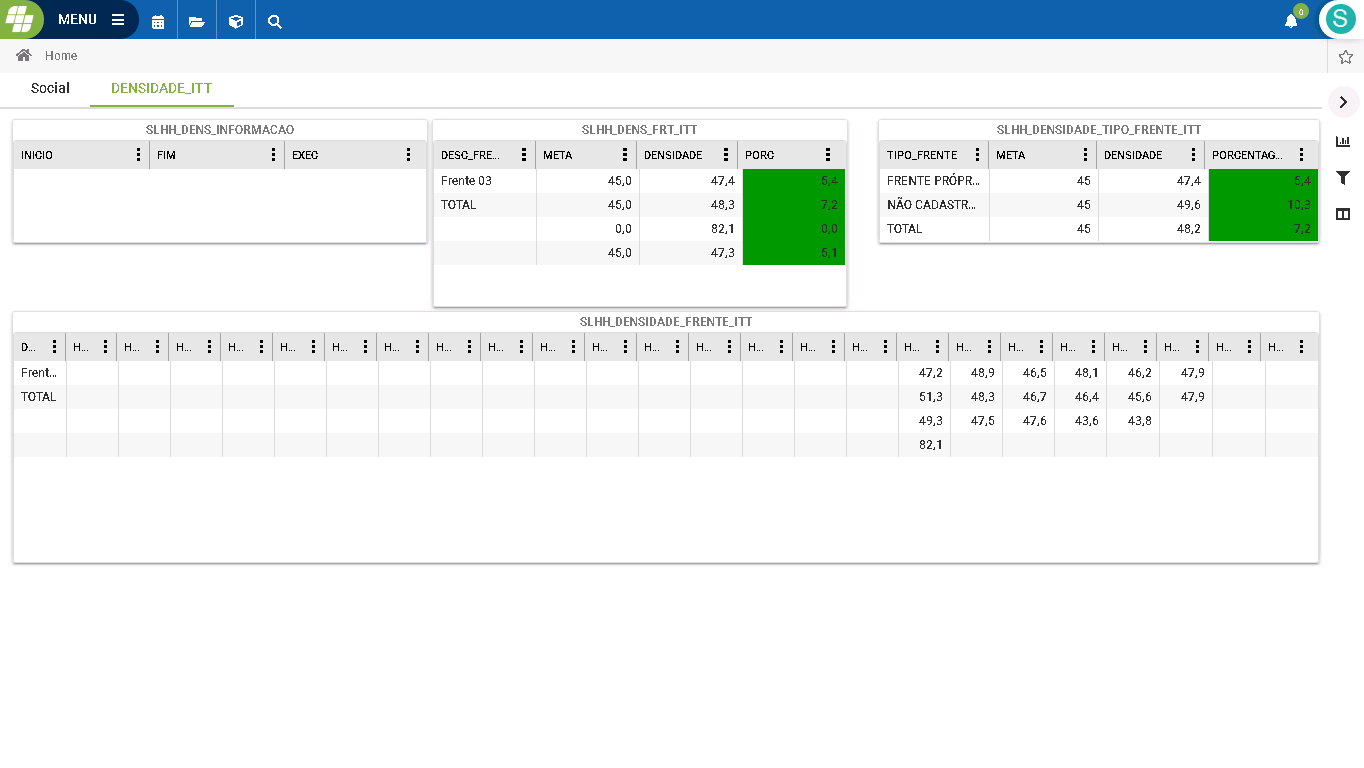 MENU
0
S
Home
Social DENSIDADE_ITT
SLHH_DENS_INFORMACAO
INICIO FIM EXEC
SLHH_DENS_FRT_ITT
DESC_FRE... META DENSIDADE PORC
Frente 03 45,0 47,4 5,4
TOTAL 45,0 48,3 7,2
0,0 82,1 0,0
45,0 47,3 5,1
SLHH_DENSIDADE_TIPO_FRENTE_ITT
TIPO_FRENTE META DENSIDADE PORCENTAG...
FRENTE PRÓPR... 45 47,4 5,4
NÃO CADASTR... 45 49,6 10,3
TOTAL 45 48,2 7,2
SLHH_DENSIDADE_FRENTE_ITT
D... H... H... H... H... H... H... H... H... H... H... H... H... H... H... H... H... H... H... H... H... H... H... H... H...
Frent... 47,2 48,9 46,5 48,1 46,2 47,9
TOTAL 51,3 48,3 46,7 46,4 45,6 47,9
49,3 47,5 47,6 43,6 43,8
82,1